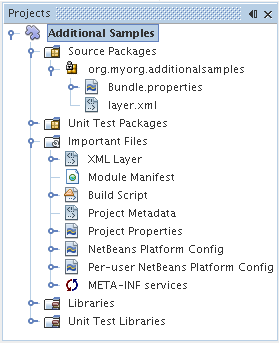 Projects
Additional Samples
Source Packages
org.myorg.additionalsamples
Bundle.properties
layer.xml
Unit Test Packages
Important Files
XML Layer
Module Manifest
Build Script
Project Metadata
Project Properties
NetBeans Platform Config
Per-user NetBeans Platform Config
META-INF services
Libraries
Unit Test Libraries